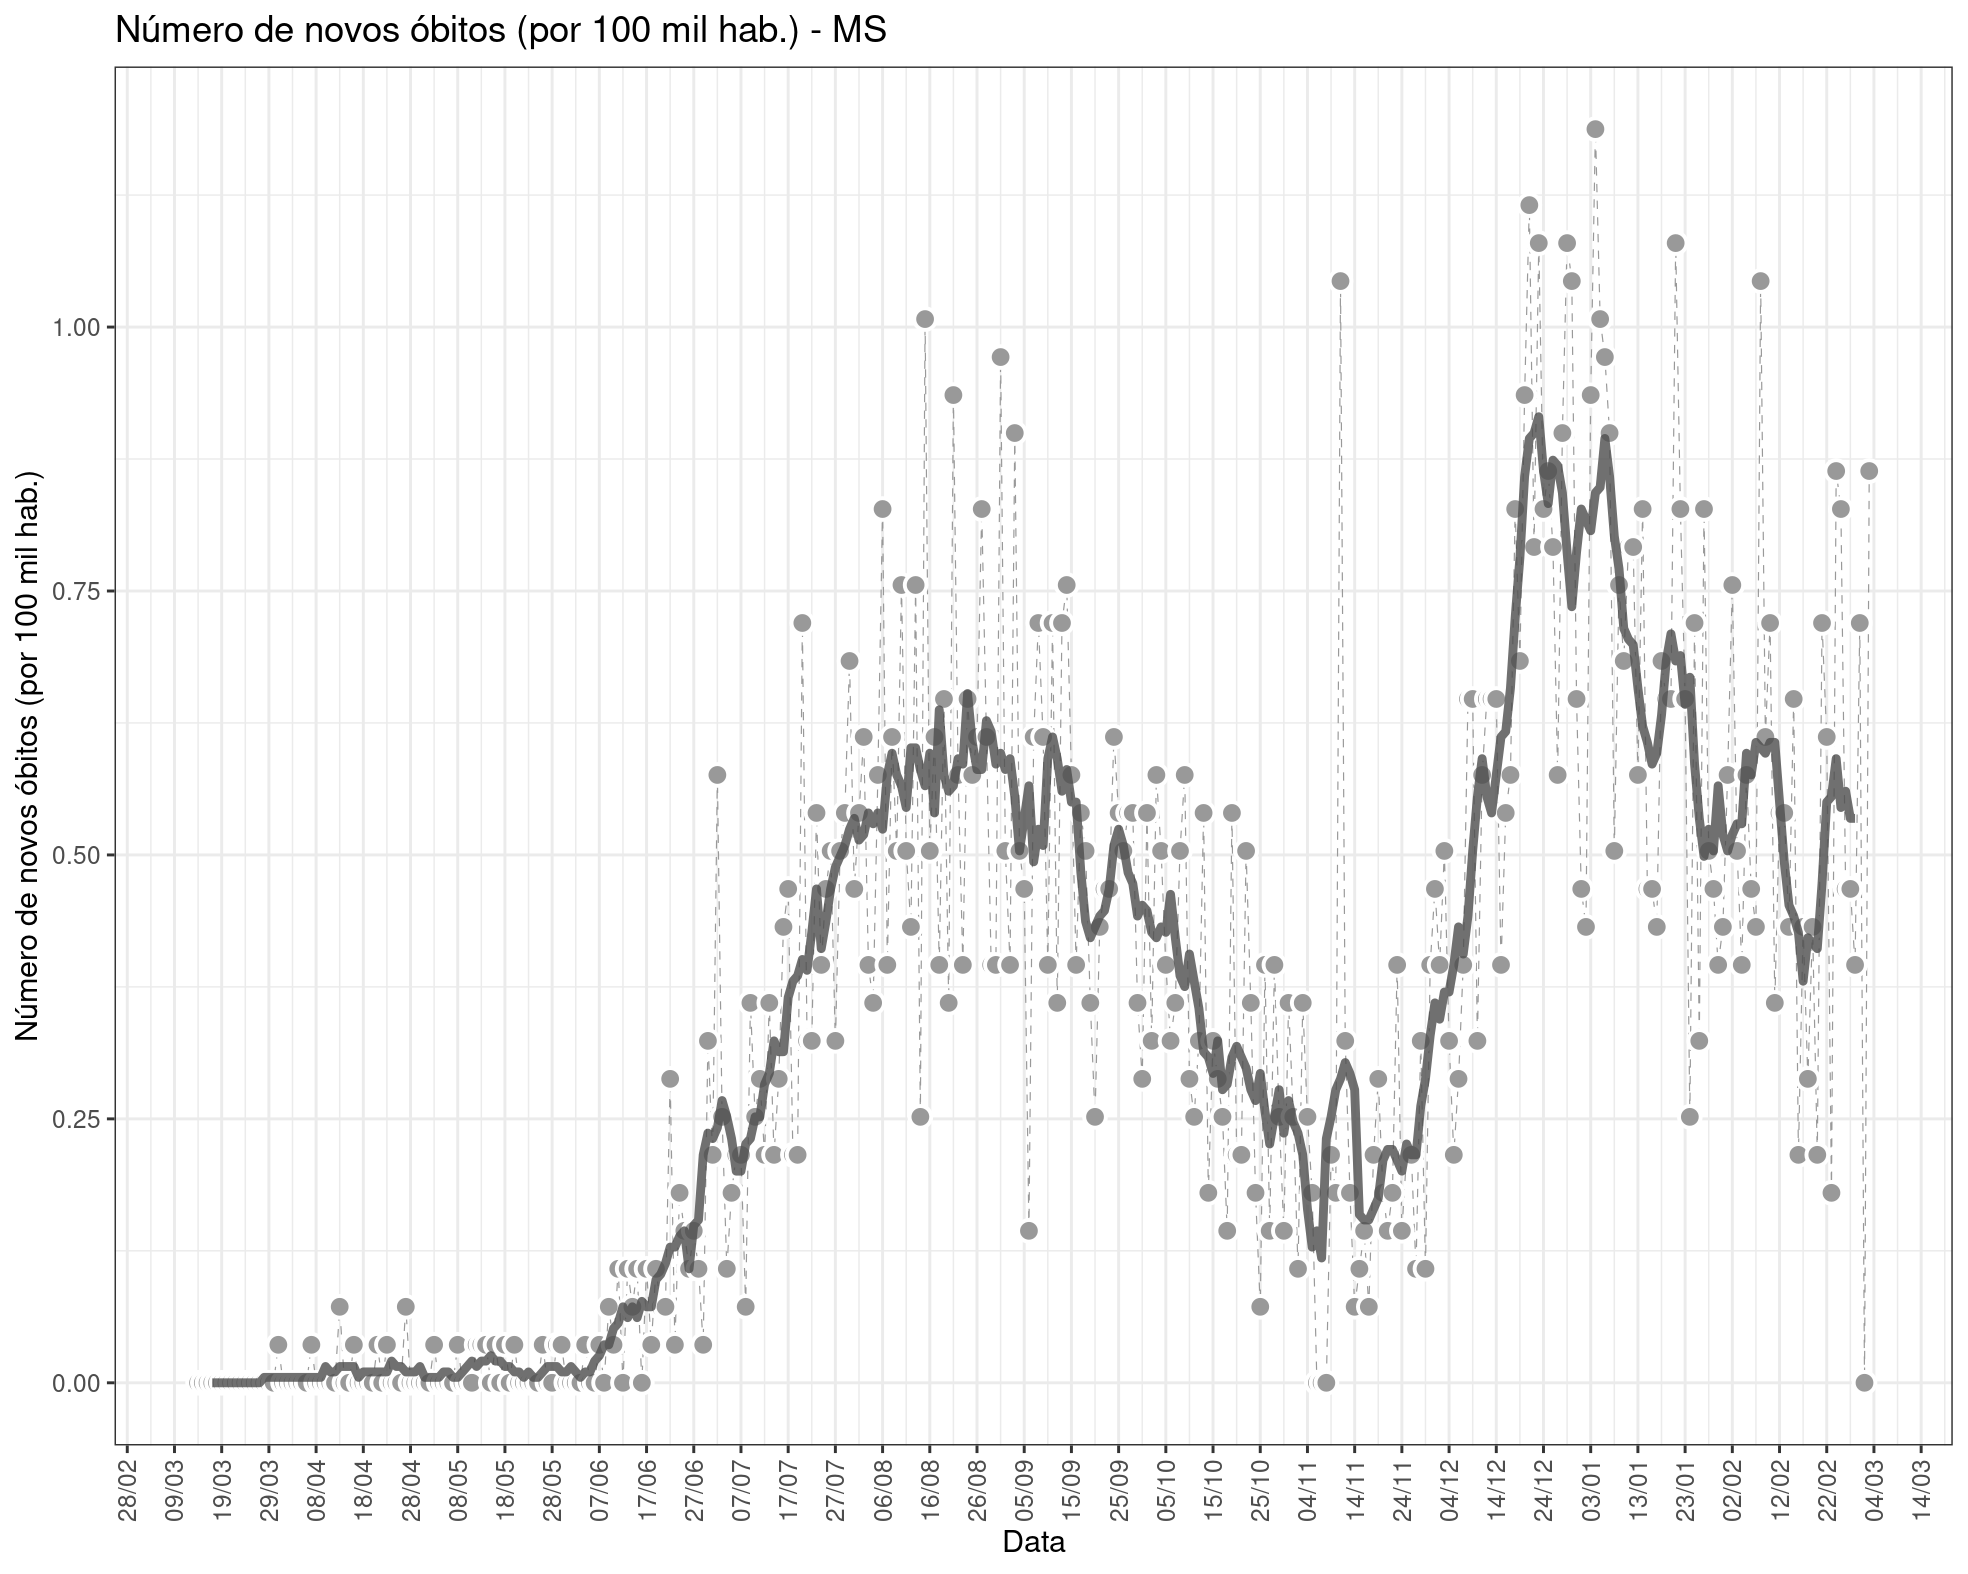 Número de novos óbitos (por 100 mil hab.) - MS
Número de novos óbitos (por 100 mil hab.)
1.00
0.75
0.50
0.25
0.00
28/02 09/03 19/03 29/03 08/04 18/04 28/04 08/05 18/05 28/05 07/06 17/06 27/06 07/07 17/07 27/07 06/08 16/08 26/08 05/09 15/09 25/09 05/10 15/10 25/10 04/11 14/11 24/11 04/12 14/12 24/12 03/01 13/01 23/01 02/02 12/02 22/02 04/03 14/03
Data